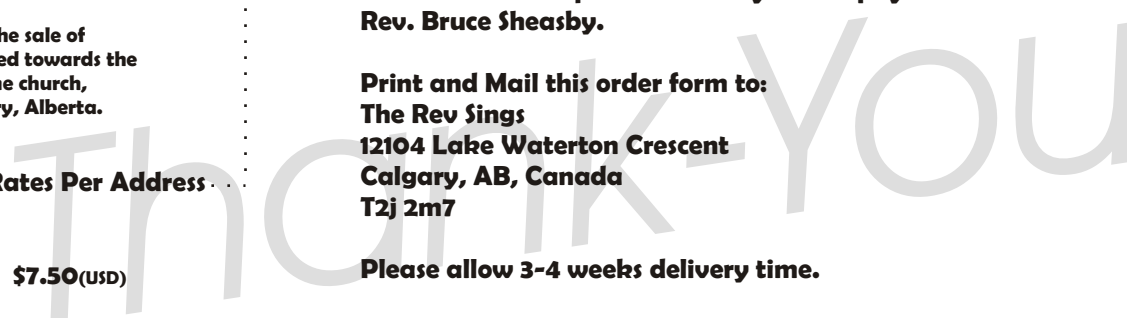 he sale of
ed towards the
e church,
ry, Alberta.
Rates Per Address
$7.50(USD)
Rev. Bruce Sheasby.
Print and Mail this order form to:
The Rev Sings
12104 Lake Waterton Crescent
Calgary, AB, Canada
T2j 2m7
Please allow 3-4 weeks delivery time.
Thank-You